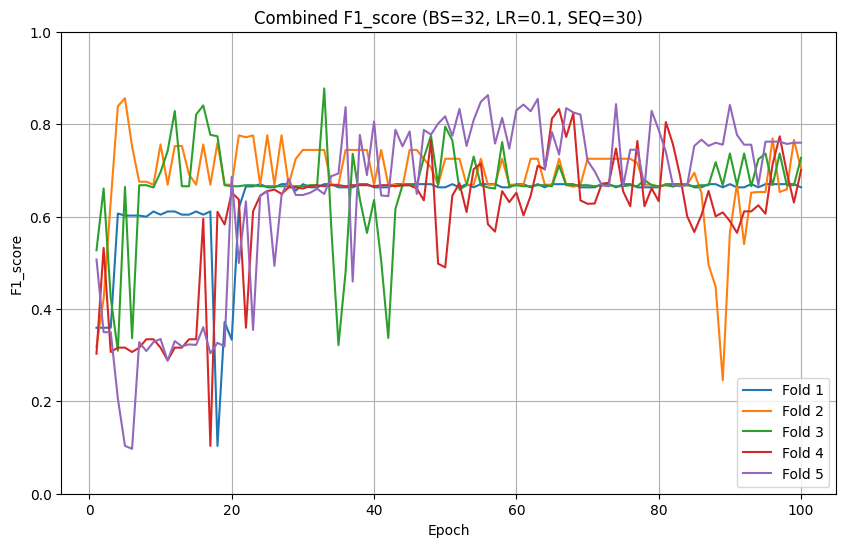 Combined F1_score (BS=32, LR=0.1, SEQ=30)
F1_score
1.0
0.8
0.6
0.4
0.2
0.0
0 20 40 60 80 100
Epoch
Fold 1
Fold 2
Fold 3
Fold 4
Fold 5